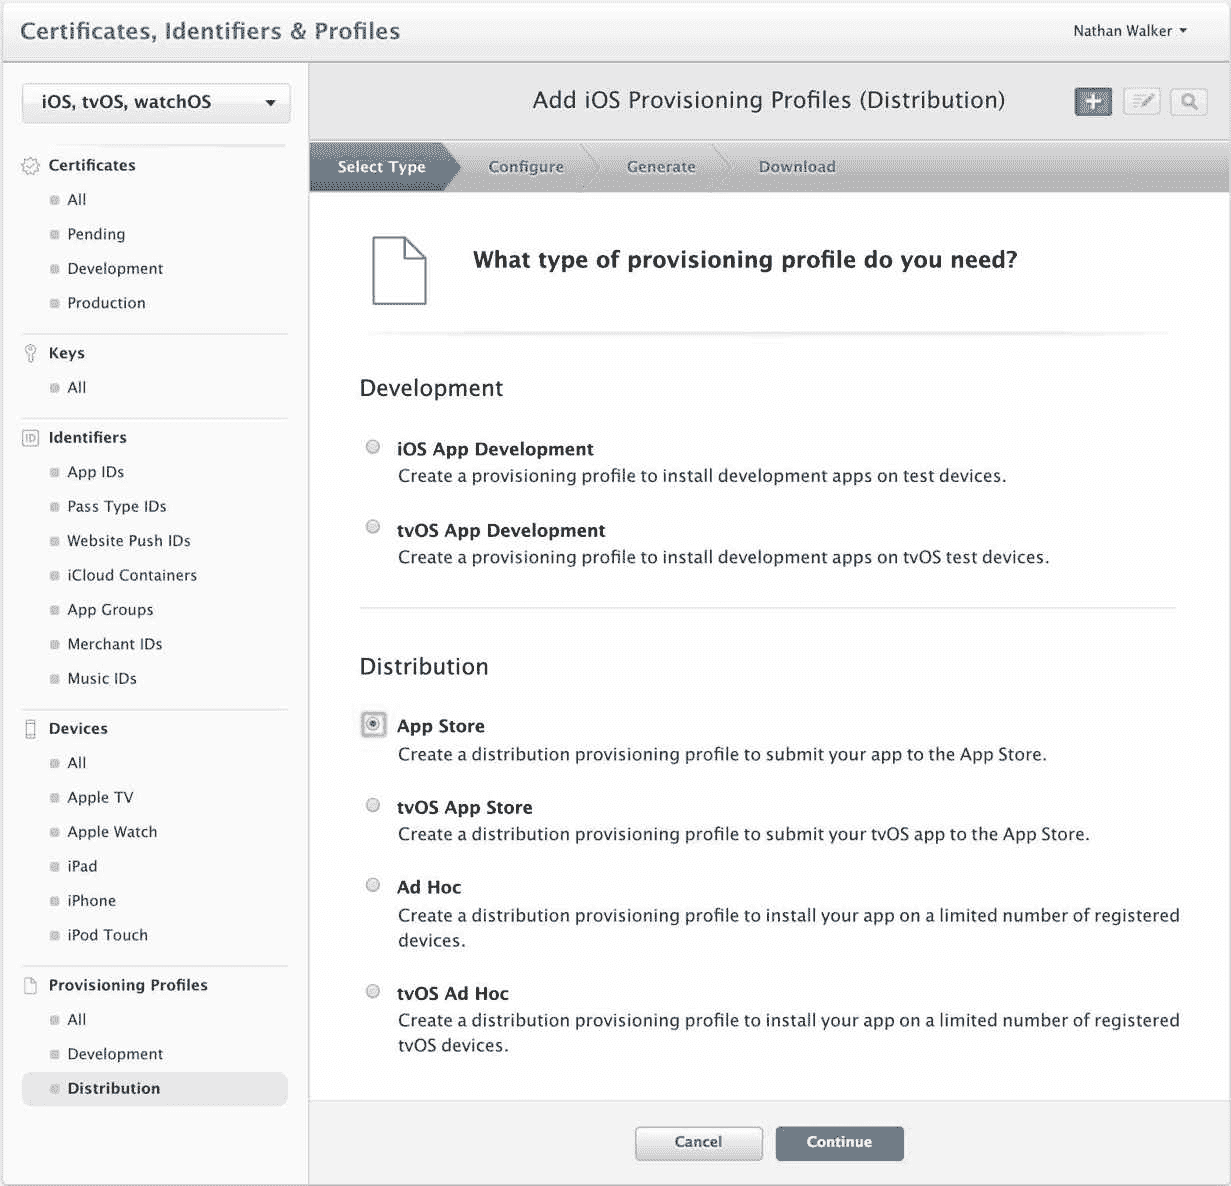 Certificates, Identifiers & Profiles
Nathan Walker
iOS, tvOS, watchOS
Certificates
All
Pending
Development
Production
Keys
All
ID
Identifiers
App IDs
Pass Type IDs
Website Push IDs
iCloud Containers
App Groups
Merchant IDs
Music IDs
Devices
All
Apple TV
Apple Watch
iPad
iPhone
iPod Touch
Provisioning Profiles
All
Development
Distribution
Add iOS Provisioning Profiles (Distribution)
Select Type
Configure
Generate
Download
What type of provisioning profile do you need?
Development
iOS App Development
Create a provisioning profile to install development apps on test devices.
tvOS App Development
Create a provisioning profile to install development apps on tvOS test devices.
Distribution
App Store
Create a distribution provisioning profile to submit your app to the App Store.
tvOS App Store
Create a distribution provisioning profile to submit your tvOS app to the App Store.
Ad Hoc
Create a distribution provisioning profile to install your app on a limited number of registered
devices.
tvOS Ad Hoc
Create a distribution provisioning profile to install your app on a limited number of registered
tvOS devices.
Cancel
Continue